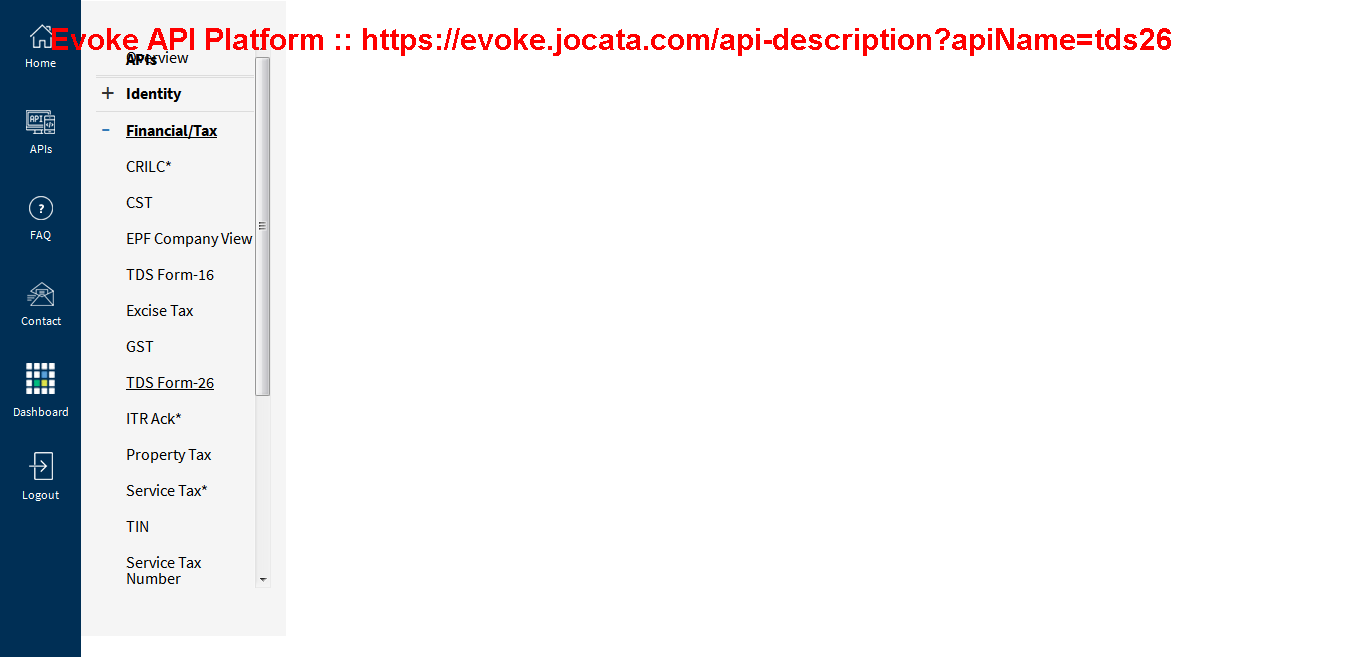 Evoke API Platform :: https://evoke.jocata.com/api-description?apiName=tds26
Home
API
APIs
FAQ
Contact
Dashboard
Logout
Overview
APIs
Identity
Financial/Tax
CRILC*
CST
EPF Company View
TDS Form-16
Excise Tax
GST
TDS Form-26
ITR Ack*
Property Tax
Service Tax*
TIN
Service Tax
Number